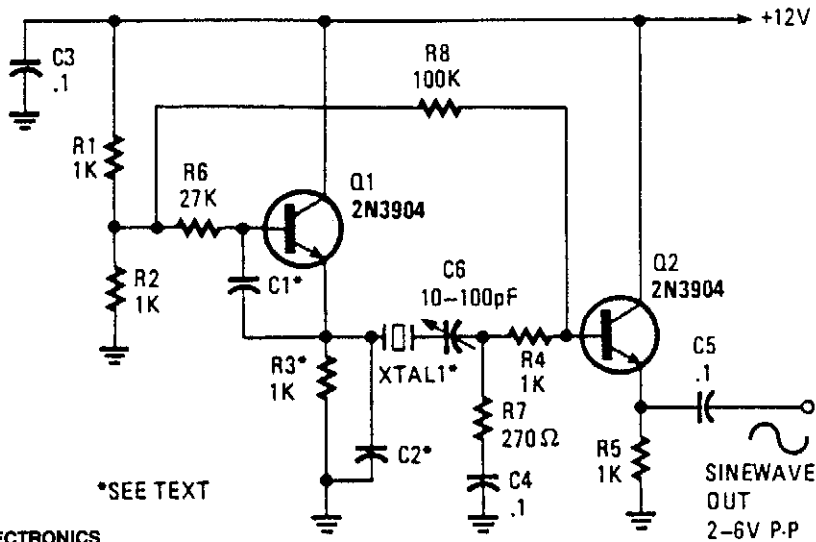 +12V
C3
.1
R8
100K
R1
1K
R6
27K
Q1
2N3904
R2
1K
C1*
C6
10-100pF
Q2
2N3904
R3*
1K
XTAL1*
R4
1K
C5
.1
R7
270Ω
C2*
R5
1K
*SEE TEXT
C4
.1
SINEWAVE
OUT
2-6V P-P
ECTRONICS